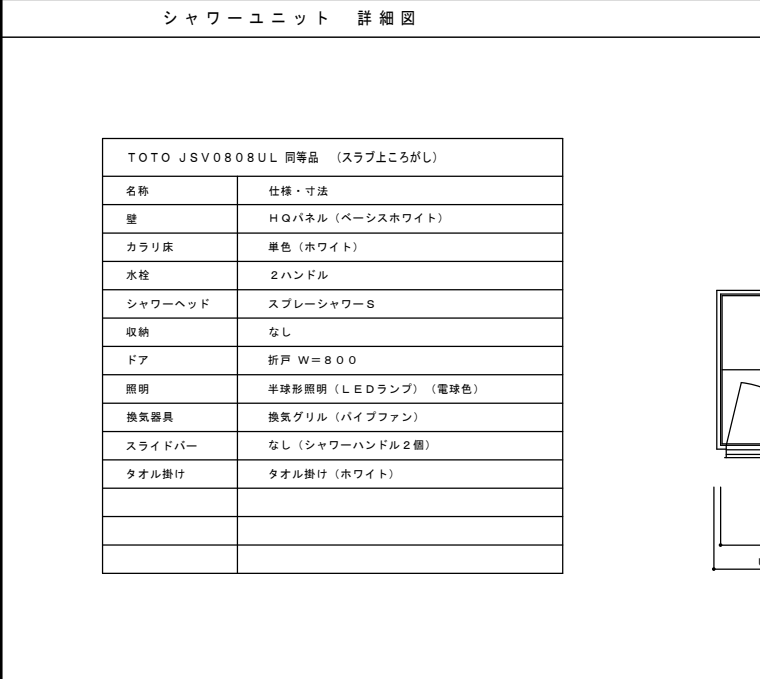 シャワーユニット 詳細図
TOTO JSV0808UL 同等品 (スラブ上ころがし)
名称 仕様・寸法
壁 HQパネル(ベーシスホワイト)
カラリ床 単色(ホワイト)
水栓 2ハンドル
シャワーヘッド スプレーシャワーS
収納 なし
ドア 折戸 W=800
照明 半球形照明(LEDランプ)(電球色)
換気器具 換気グリル(パイプファン)
スライドバー なし(シャワーハンドル2個)
タオル掛け タオル掛け(ホワイト)